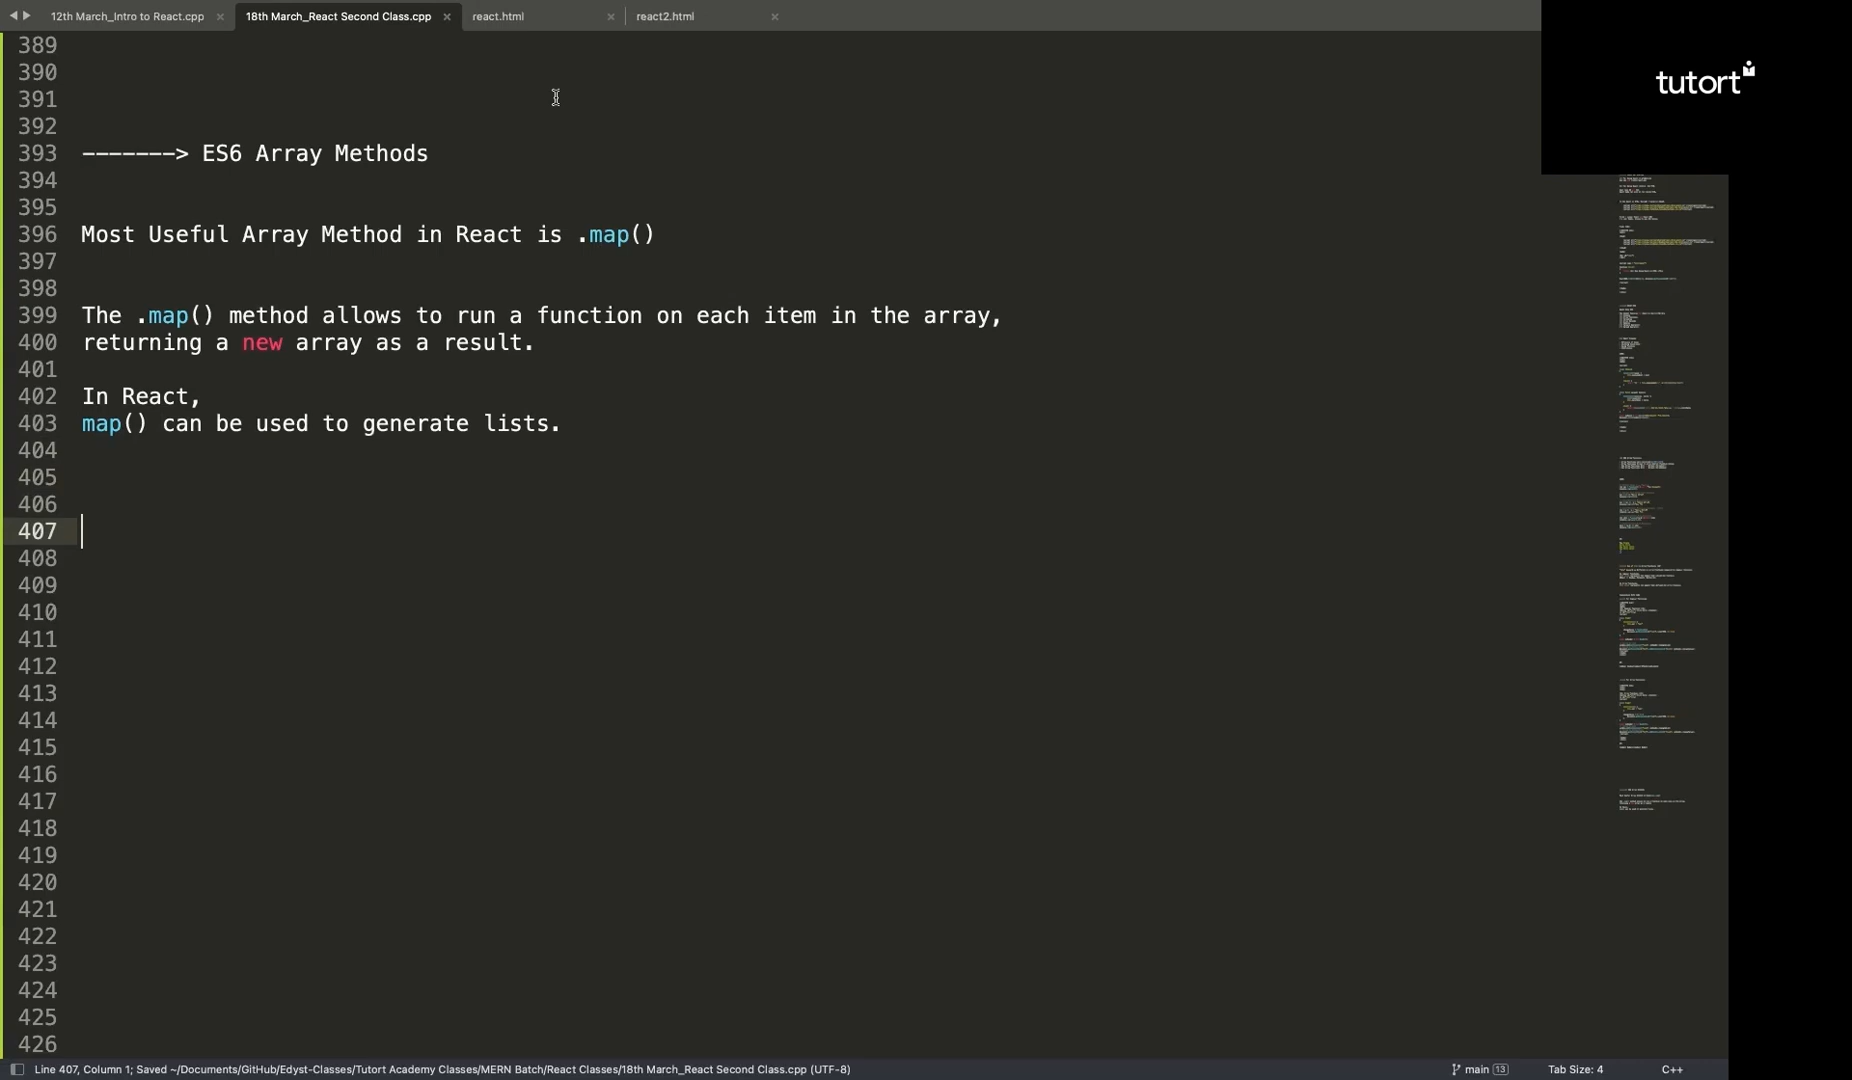 12th March_Intro to React.cpp
18th March_React Second Class.cpp
react.html
react2.html
tutort
389
390
391
392
393 -------> ES6 Array Methods
394
395
396 Most Useful Array Method in React is .map()
397
398
399 The .map() method allows to run a function on each item in the array,
400 returning a new array as a result.
401
402 In React,
403 map() can be used to generate lists.
404
405
406
407
408
409
410
411
412
413
414
415
416
417
418
419
420
421
422
423
424
425
426
Line 407, Column 1; Saved ~/Documents/GitHub/Edyst-Classes/Tutort Academy Classes/MERN Batch/React Classes/18th March_React Second Class.cpp (UTF-8)
main 13
Tab Size: 4
C++